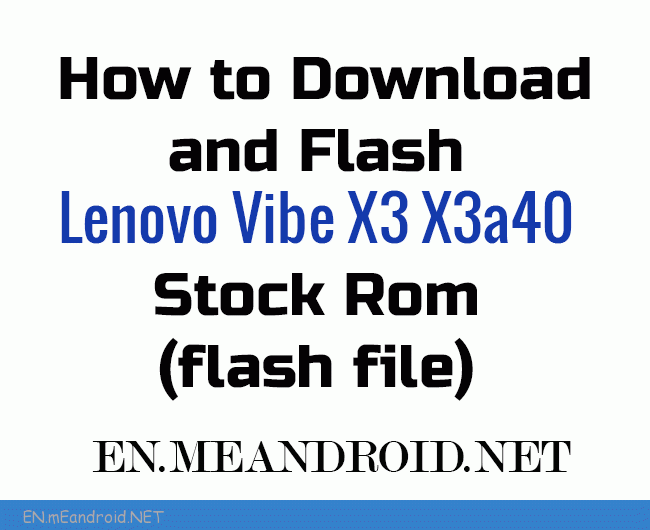 How to Download
and Flash
Lenovo Vibe X3 X3a40
Stock Rom
(flash file)
EN.MEANDROID.NET
EN.mEandroid.NET